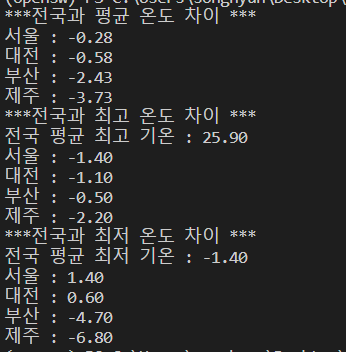 ***전국과 평균 온도 차이 ***
서울 : -0.28
대전 : -0.58
부산 : -2.43
제주 : -3.73
***전국과 최고 온도 차이 ***
전국 평균 최고 기온 : 25.90
서울 : -1.40
대전 : -1.10
부산 : -0.50
제주 : -2.20
***전국과 최저 온도 차이 ***
전국 평균 최저 기온 : -1.40
서울 : 1.40
대전 : 0.60
부산 : -4.70
제주 : -6.80